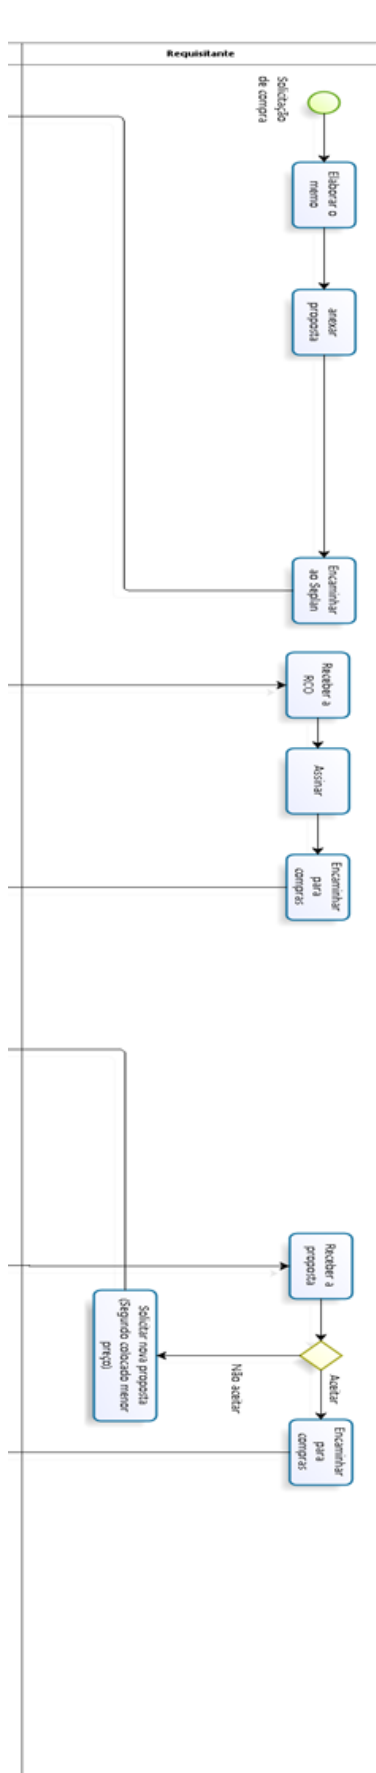 Requisitante
Solicitação
de compra
Elaborar o
memo
anexar
proposta
Encaminhar
ao Seplan
Receber a
RCO
Assinar
Encaminhar
para
compras
Receber a
proposta
Aceitar
Não aceitar
Solicitar nova proposta
(Segundo colocado menor
preço)
Encaminhar
para
compras